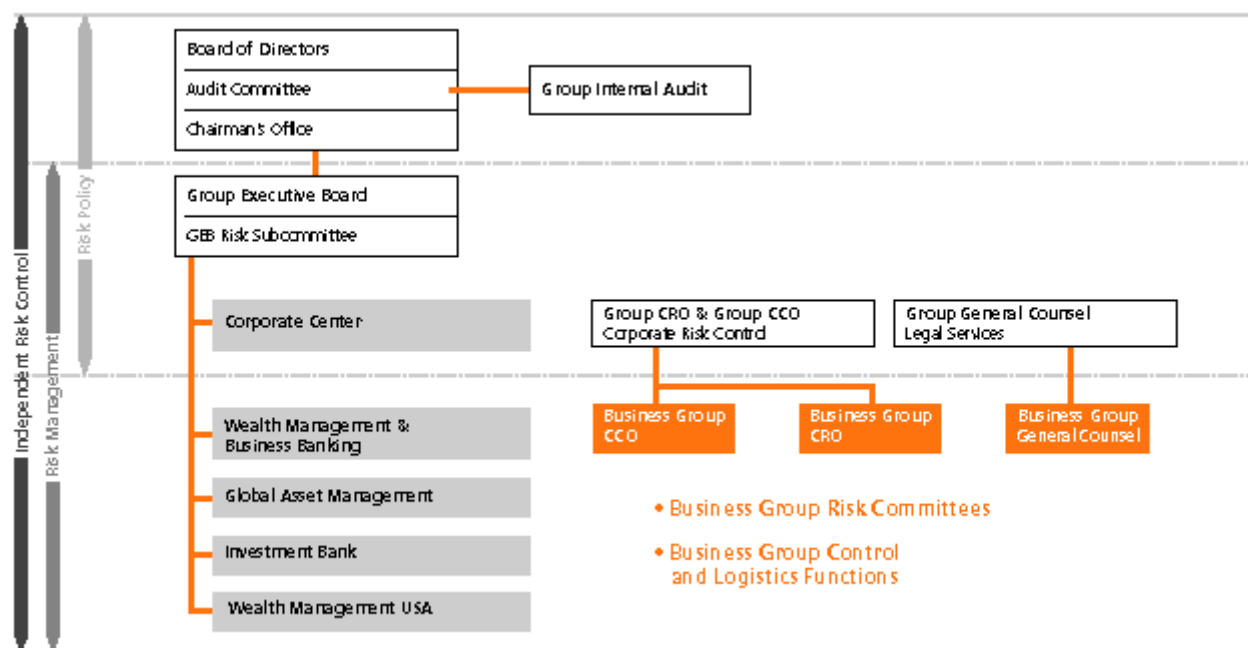 Board of Directors
Audit Committee
Chairman's Office
Group Internal Audit
Group Executive Board
GEB Risk Subcommittee
Corporate Center
Group CRO & Group CCO
Corporate Risk Control
Group General Counsel
Legal Services
Wealth Management &
Business Banking
Business Group
CCO
Business Group
CRO
Business Group
General Counsel
Global Asset Management
Investment Bank
Wealth Management USA
• Business Group Risk Committees
• Business Group Control
and Logistics Functions
Independent Risk Control
Risk Management
Risk Policy